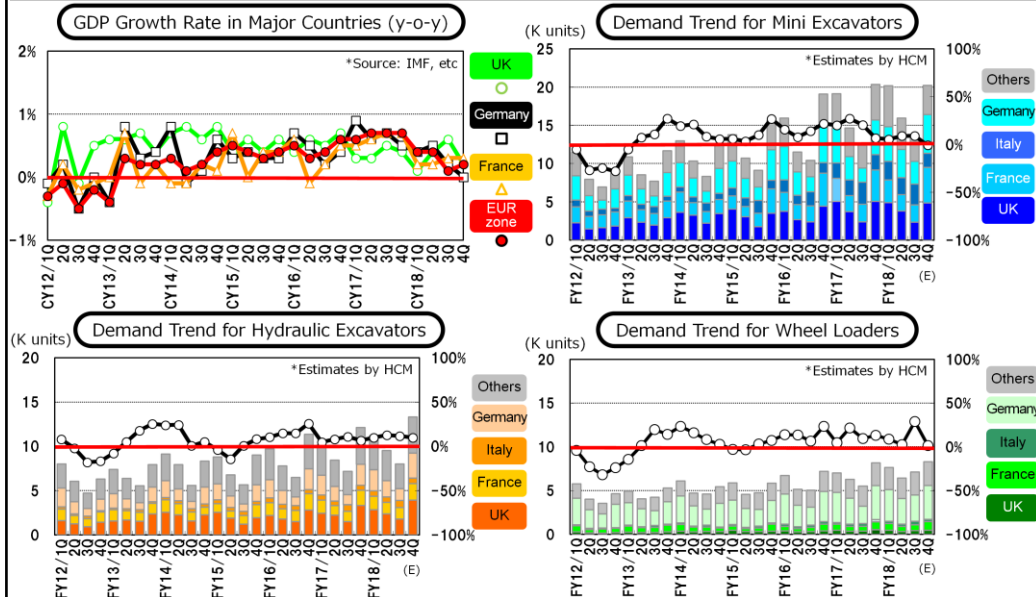 GDP Growth Rate in Major Countries (y-o-y)
*Source: IMF, etc
2%
1%
0%
-1%
CY12/1Q 2Q 3Q 4Q CY13/1Q 2Q 3Q 4Q CY14/1Q 2Q 3Q 4Q CY15/1Q 2Q 3Q 4Q CY16/1Q 2Q 3Q 4Q CY17/1Q 2Q 3Q 4Q CY18/1Q 2Q 3Q 4Q
UK
Germany
France
EUR
zone
Demand Trend for Mini Excavators
(K units)
*Estimates by HCM
25
20
15
10
5
0
100%
50%
0%
-50%
-100%
FY12/1Q 2Q 3Q 4Q FY13/1Q 2Q 3Q 4Q FY14/1Q 2Q 3Q 4Q FY15/1Q 2Q 3Q 4Q FY16/1Q 2Q 3Q 4Q FY17/1Q 2Q 3Q 4Q FY18/1Q 2Q 3Q 4Q
(E)
Others
Germany
Italy
France
UK
Demand Trend for Hydraulic Excavators
(K units)
*Estimates by HCM
20
15
10
5
0
100%
50%
0%
-50%
-100%
FY12/1Q 2Q 3Q 4Q FY13/1Q 2Q 3Q 4Q FY14/1Q 2Q 3Q 4Q FY15/1Q 2Q 3Q 4Q FY16/1Q 2Q 3Q 4Q FY17/1Q 2Q 3Q 4Q FY18/1Q 2Q 3Q 4Q
(E)
Others
Germany
Italy
France
UK
Demand Trend for Wheel Loaders
(K units)
*Estimates by HCM
20
15
10
5
0
100%
50%
0%
-50%
-100%
FY12/1Q 2Q 3Q 4Q FY13/1Q 2Q 3Q 4Q FY14/1Q 2Q 3Q 4Q FY15/1Q 2Q 3Q 4Q FY16/1Q 2Q 3Q 4Q FY17/1Q 2Q 3Q 4Q FY18/1Q 2Q 3Q 4Q
(E)
Others
Germany
Italy
France
UK